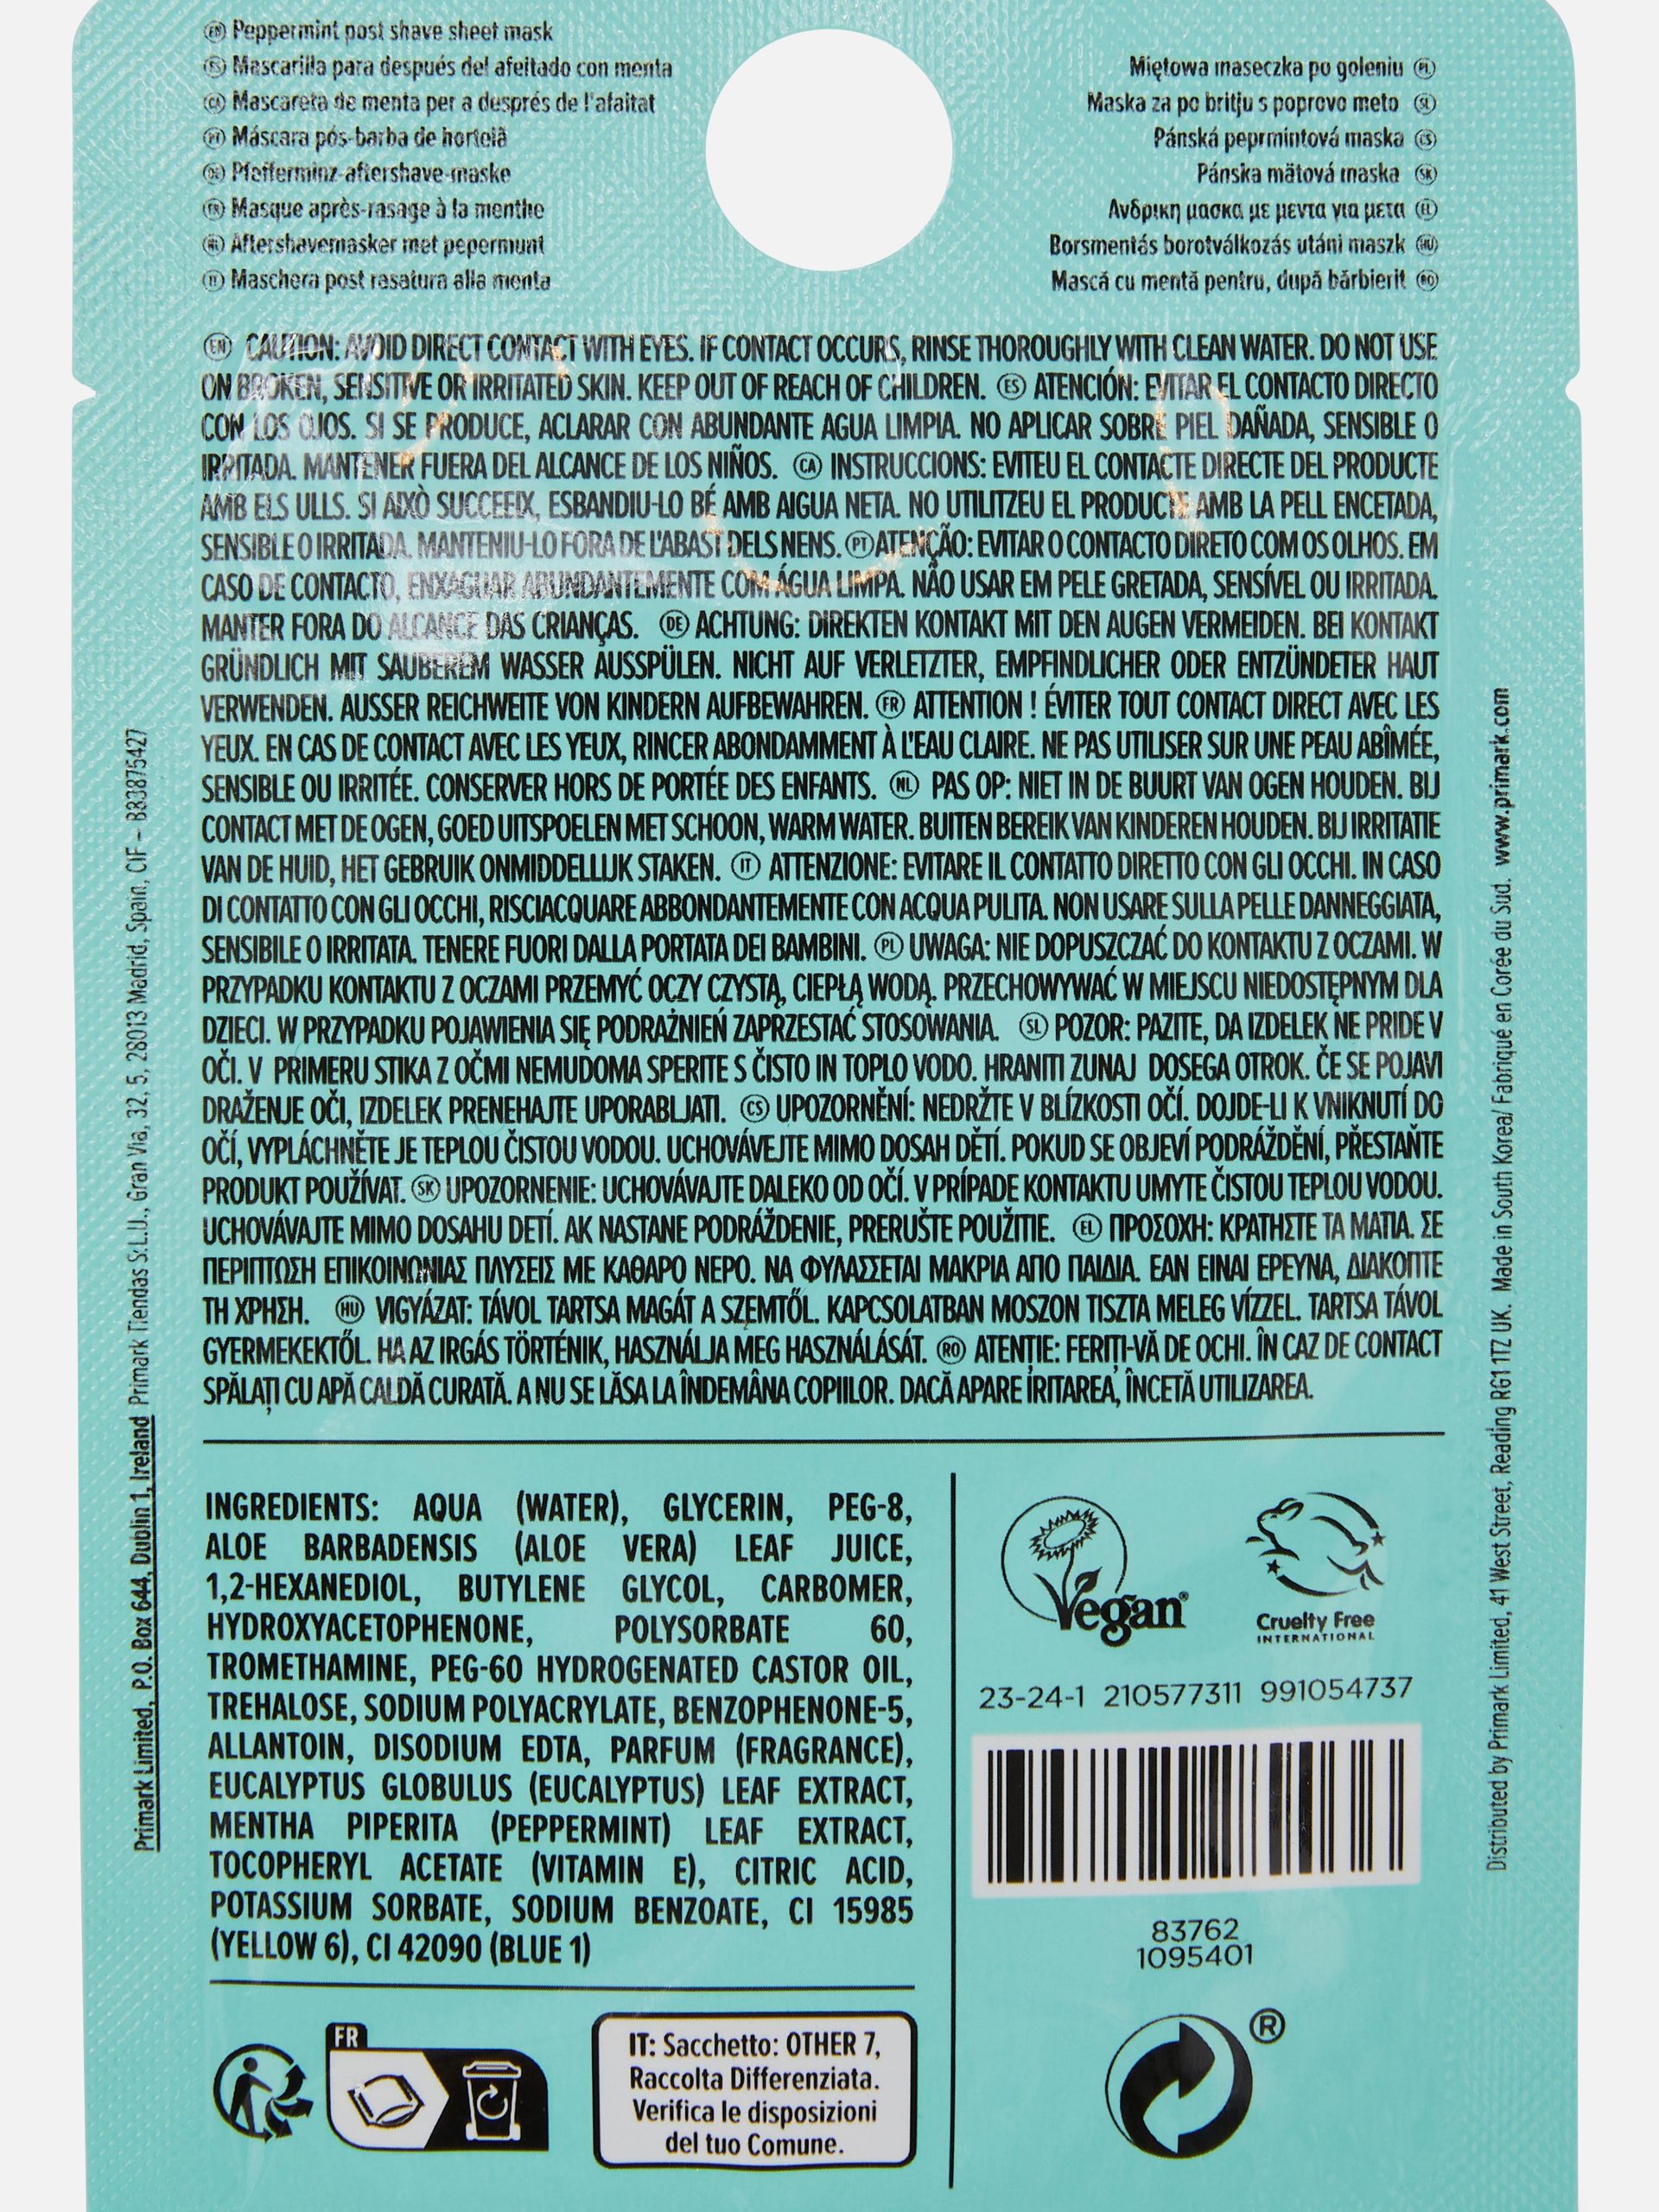 EN Peppermint post shave sheet mask
ES Mascarilla para después del afeitado con menta
CA Mascareta de menta per a després de l'afaitat
PT Máscara pós-barba de hortelã
DE Pfefferminz-aftershave-maske
FR Masque après-rasage à la menthe
NL Aftershavemasker met pepermunt
IT Maschera post rasatura alla menta
Miętowa maseczka po goleniu PL
Maska za po britju s poprovo meto SL
Pánská peprmintová maska CS
Pánska mätová maska SK
Ανδρικη μασκα με μεντα για μετα EL
Borsmentás borotválkozás utáni maszk HU
Mască cu mentă pentru, după bărbierit RO
EN CAUTION: AVOID DIRECT CONTACT WITH EYES. IF CONTACT OCCURS, RINSE THOROUGHLY WITH CLEAN WATER. DO NOT USE
ON BROKEN, SENSITIVE OR IRRITATED SKIN. KEEP OUT OF REACH OF CHILDREN. ES ATENCIÓN: EVITAR EL CONTACTO DIRECTO
CON LOS OJOS. SI SE PRODUCE, ACLARAR CON ABUNDANTE AGUA LIMPIA. NO APLICAR SOBRE PIEL DAÑADA, SENSIBLE O
IRRITADA. MANTENER FUERA DEL ALCANCE DE LOS NIÑOS. CA INSTRUCCIONS: EVITEU EL CONTACTE DIRECTE DEL PRODUCTE
AMB ELS ULLS. SI AIXÒ SUCCEEIX, ESBANDIU-LO BÉ AMB AIGUA NETA. NO UTILITZEU EL PRODUCTE AMB LA PELL ENCETADA,
SENSIBLE O IRRITADA. MANTENIU-LO FORA DE L'ABAST DELS NENS. PT ATENÇÃO: EVITAR O CONTACTO DIRETO COM OS OLHOS. EM
CASO DE CONTACTO, ENXAGUAR ABUNDANTEMENTE COM ÁGUA LIMPA. NÃO USAR EM PELE GRETADA, SENSÍVEL OU IRRITADA.
MANTER FORA DO ALCANCE DAS CRIANÇAS. DE ACHTUNG: DIREKTEN KONTAKT MIT DEN AUGEN VERMEIDEN. BEI KONTAKT
GRÜNDLICH MIT SAUBEREM WASSER AUSSPÜLEN. NICHT AUF VERLETZTER, EMPFINDLICHER ODER ENTZÜNDETER HAUT
VERWENDEN. AUSSER REICHWEITE VON KINDERN AUFBEWAHREN. FR ATTENTION ! ÉVITER TOUT CONTACT DIRECT AVEC LES
YEUX. EN CAS DE CONTACT AVEC LES YEUX, RINCER ABONDAMMENT À L'EAU CLAIRE. NE PAS UTILISER SUR UNE PEAU ABÎMÉE,
SENSIBLE OU IRRITÉE. CONSERVER HORS DE PORTÉE DES ENFANTS. NL PAS OP: NIET IN DE BUURT VAN OGEN HOUDEN. BIJ
CONTACT MET DE OGEN, GOED UITSPOELEN MET SCHOON, WARM WATER. BUITEN BEREIK VAN KINDEREN HOUDEN. BIJ IRRITATIE
VAN DE HUID, HET GEBRUIK ONMIDDELLIJK STAKEN. IT ATTENZIONE: EVITARE IL CONTATTO DIRETTO CON GLI OCCHI. IN CASO
DI CONTATTO CON GLI OCCHI, RISCIACQUARE ABBONDANTEMENTE CON ACQUA PULITA. NON USARE SULLA PELLE DANNEGGIATA,
SENSIBILE O IRRITATA. TENERE FUORI DALLA PORTATA DEI BAMBINI. PL UWAGA: NIE DOPUSZCZAĆ DO KONTAKTU Z OCZAMI. W
PRZYPADKU KONTAKTU Z OCZAMI PRZEMYĆ OCZY CZYSTĄ, CIEPŁĄ WODĄ. PRZECHOWYWAĆ W MIEJSCU NIEDOSTĘPNYM DLA
DZIECI. W PRZYPADKU POJAWIENIA SIĘ PODRAŻNIEŃ ZAPRZESTAĆ STOSOWANIA. SL POZOR: PAZITE, DA IZDELEK NE PRIDE V
OČI. V PRIMERU STIKA Z OČMI NEMUDOMA SPERITE S ČISTO IN TOPLO VODO. HRANITI ZUNAJ DOSEGA OTROK. ČE SE POJAVI
DRAŽENJE OČI, IZDELEK PRENEHAJTE UPORABLJATI. CS UPOZORNĚNÍ: NEDRŽTE V BLÍZKOSTI OČÍ. DOJDE-LI K VNIKNUTÍ DO
OČÍ, VYPLÁCHNĚTE JE TEPLOU ČISTOU VODOU. UCHOVÁVEJTE MIMO DOSAH DĚTÍ. POKUD SE OBJEVÍ PODRÁŽDĚNÍ, PŘESTAŇTE
PRODUKT POUŽÍVAT. SK UPOZORNENIE: UCHOVÁVAJTE DALEKO OD OČÍ. V PRÍPADE KONTAKTU UMYTE ČISTOU TEPLOU VODOU.
UCHOVÁVAJTE MIMO DOSAHU DETÍ. AK NASTANE PODRÁŽDENIE, PRERUŠTE POUŽITIE. EL ΠΡΟΣΟΧΗ: ΚΡΑΤΗΣΤΕ ΤΑ ΜΑΤΙΑ. ΣΕ
ΠΕΡΙΠΤΩΣΗ ΕΠΙΚΟΙΝΩΝΙΑΣ ΠΛΥΣΕΙΣ ΜΕ ΚΑΘΑΡΟ ΝΕΡΟ. ΝΑ ΦΥΛΑΣΣΕΤΑΙ ΜΑΚΡΙΑ ΑΠΟ ΠΑΙΔΙΑ. ΕΑΝ ΕΙΝΑΙ ΕΡΕΥΝΑ, ΔΙΑΚΟΠΤΕ
ΤΗ ΧΡΗΣΗ. HU VIGYÁZAT: TÁVOL TARTSA MAGÁT A SZEMTŐL. KAPCSOLATBAN MOSZON TISZTA MELEG VÍZZEL. TARTSA TÁVOL
GYERMEKEKTŐL. HA AZ IRGÁS TÖRTÉNIK, HASZNÁLJA MEG HASZNÁLÁSÁT. RO ATENȚIE: FERIȚI-VĂ DE OCHI. ÎN CAZ DE CONTACT
SPĂLAȚI CU APĂ CALDĂ CURATĂ. A NU SE LĂSA LA ÎNDEMÂNA COPIILOR. DACĂ APARE IRITAREA, ÎNCETĂ UTILIZAREA.
Primark Limited, P.O. Box 644, Dublin 1, Ireland Primark Tiendas S.L.U., Gran Via, 32, 5, 28013 Madrid, Spain, CIF - B83875427
Distributed by Primark Limited, 41 West Street, Reading RG1 1TZ UK. Made in South Korea/ Fabriqué en Corée du Sud. www.primark.com
INGREDIENTS: AQUA (WATER), GLYCERIN, PEG-8,
ALOE BARBADENSIS (ALOE VERA) LEAF JUICE,
1,2-HEXANEDIOL, BUTYLENE GLYCOL, CARBOMER,
HYDROXYACETOPHENONE, POLYSORBATE 60,
TROMETHAMINE, PEG-60 HYDROGENATED CASTOR OIL,
TREHALOSE, SODIUM POLYACRYLATE, BENZOPHENONE-5,
ALLANTOIN, DISODIUM EDTA, PARFUM (FRAGRANCE),
EUCALYPTUS GLOBULUS (EUCALYPTUS) LEAF EXTRACT,
MENTHA PIPERITA (PEPPERMINT) LEAF EXTRACT,
TOCOPHERYL ACETATE (VITAMIN E), CITRIC ACID,
POTASSIUM SORBATE, SODIUM BENZOATE, CI 15985
(YELLOW 6), CI 42090 (BLUE 1)
Vegan®
Cruelty Free
INTERNATIONAL
23-24-1 210577311 991054737
83762
1095401
FR
IT: Sacchetto: OTHER 7,
Raccolta Differenziata.
Verifica le disposizioni
del tuo Comune.
®